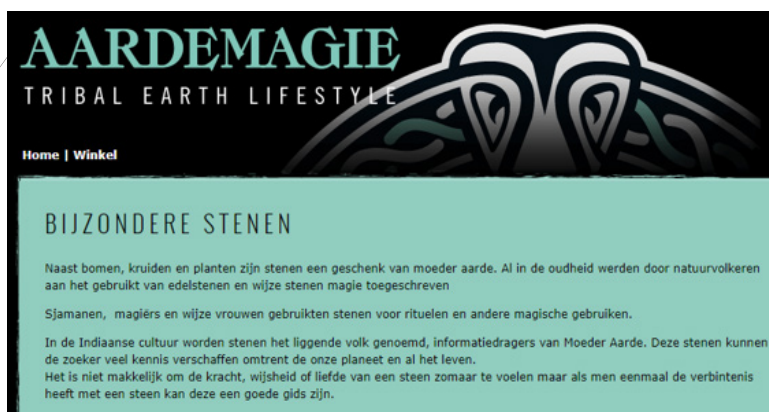 AARDEMAGIE
TRIBAL EARTH LIFESTYLE
Home | Winkel
BIJZONDERE STENEN
Naast bomen, kruiden en planten zijn stenen een geschenk van moeder aarde. Al in de oudheid werden door natuurvolkeren
aan het gebruikt van edelstenen en wijze stenen magie toegeschreven
Sjamanen, magiërs en wijze vrouwen gebruikten stenen voor rituelen en andere magische gebruiken.
In de Indiaanse cultuur worden stenen het liggende volk genoemd, informatiedragers van Moeder Aarde. Deze stenen kunnen
de zoeker veel kennis verschaffen omtrent de onze planeet en al het leven.
Het is niet makkelijk om de kracht, wijsheid of liefde van een steen zomaar te voelen maar als men eenmaal de verbintenis
heeft met een steen kan deze een goede gids zijn.